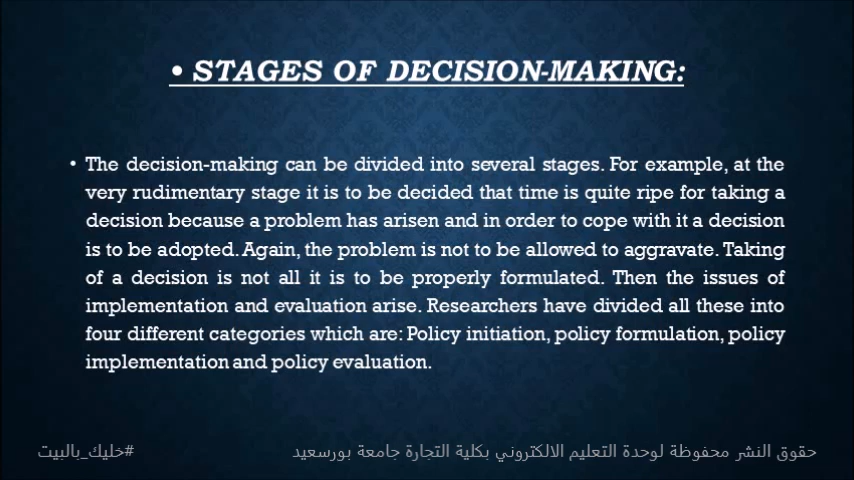 • STAGES OF DECISION-MAKING:
• The decision-making can be divided into several stages. For example, at the
very rudimentary stage it is to be decided that time is quite ripe for taking a
decision because a problem has arisen and in order to cope with it a decision
is to be adopted. Again, the problem is not to be allowed to aggravate. Taking
of a decision is not all it is to be properly formulated. Then the issues of
implementation and evaluation arise. Researchers have divided all these into
four different categories which are: Policy initiation, policy formulation, policy
implementation and policy evaluation.
حقوق النشر محفوظة لوحدة التعليم الالكتروني بكلية التجارة جامعة بورسعيد
#خليك_بالبيت